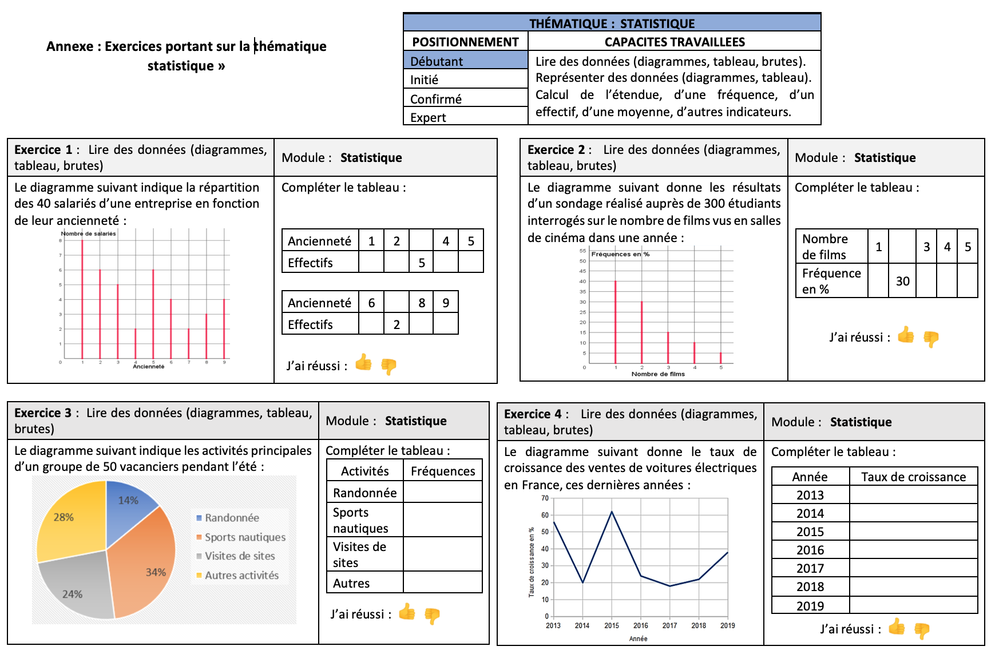 Annexe : Exercices portant sur la thématique
statistique »
THÉMATIQUE : STATISTIQUE
POSITIONNEMENT
CAPACITES TRAVAILLEES
Débutant
Initié
Confirmé
Expert
Lire des données (diagrammes, tableau, brutes).
Représenter des données (diagrammes, tableau).
Calcul de l’étendue, d’une fréquence, d’un
effectif, d’une moyenne, d’autres indicateurs.
Exercice 1 : Lire des données (diagrammes,
tableau, brutes)
Module : Statistique
Le diagramme suivant indique la répartition
des 40 salariés d’une entreprise en fonction
de leur ancienneté :
Nombre de salariés
8
7
6
5
4
3
2
1
0 1 2 3 4 5 6 7 8 9
Ancienneté
Compléter le tableau :
Ancienneté 1 2 4 5
Effectifs 5
Ancienneté 6 8 9
Effectifs 2
J’ai réussi :
Exercice 2 : Lire des données (diagrammes,
tableau, brutes)
Module : Statistique
Le diagramme suivant donne les résultats
d’un sondage réalisé auprès de 300 étudiants
interrogés sur le nombre de films vus en salles
de cinéma dans une année :
Fréquences en %
55
50
45
40
35
30
25
20
15
10
5
0 1 2 3 4 5
Nombre de films
Compléter le tableau :
Nombre
de films
1 3 4 5
Fréquence
en %
30
J’ai réussi :
Exercice 3 : Lire des données (diagrammes, tableau,
brutes)
Module : Statistique
Le diagramme suivant indique les activités principales
d’un groupe de 50 vacanciers pendant l’été :
14%
28%
34%
24%
Randonnée
Sports nautiques
Visites de sites
Autres activités
Compléter le tableau :
Activités Fréquences
Randonnée
Sports
nautiques
Visites de
sites
Autres
J’ai réussi :
Exercice 4 : Lire des données (diagrammes,
tableau, brutes)
Module : Statistique
Le diagramme suivant donne le taux de
croissance des ventes de voitures électriques
en France, ces dernières années :
Taux de croissance en %
70
60
50
40
30
20
10
0
2013 2014 2015 2016 2017 2018 2019
Année
Compléter le tableau :
Année Taux de croissance
2013
2014
2015
2016
2017
2018
2019
J’ai réussi :